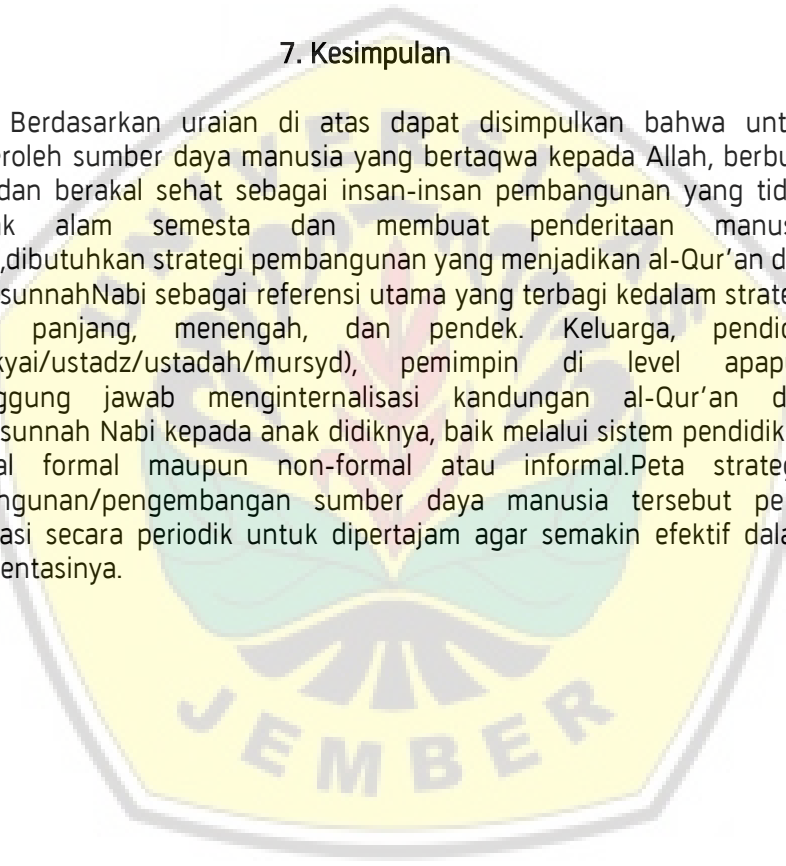 7. Kesimpulan
Berdasarkan uraian di atas dapat disimpulkan bahwa unt
roleh sumber daya manusia yang bertaqwa kepada Allah, berbu
dan berakal sehat sebagai insan-insan pembangunan yang tid
k alam semesta dan membuat penderitaan manus
,dibutuhkan strategi pembangunan yang menjadikan al-Qur'an d
sunnahNabi sebagai referensi utama yang terbagi kedalam strate
panjang, menengah, dan pendek. Keluarga, pendid
kyai/ustadz/ustadah/mursyd), pemimpin di level apap
ggung jawab menginternalisasi kandungan al-Qur'an d
sunnah Nabi kepada anak didiknya, baik melalui sistem pendidik
al formal maupun non-formal atau informal.Peta strateg
ngunan/pengembangan sumber daya manusia tersebut pe
asi secara periodik untuk dipertajam agar semakin efektif dala
entasinya.
UNIVERSITAS
JEMBER